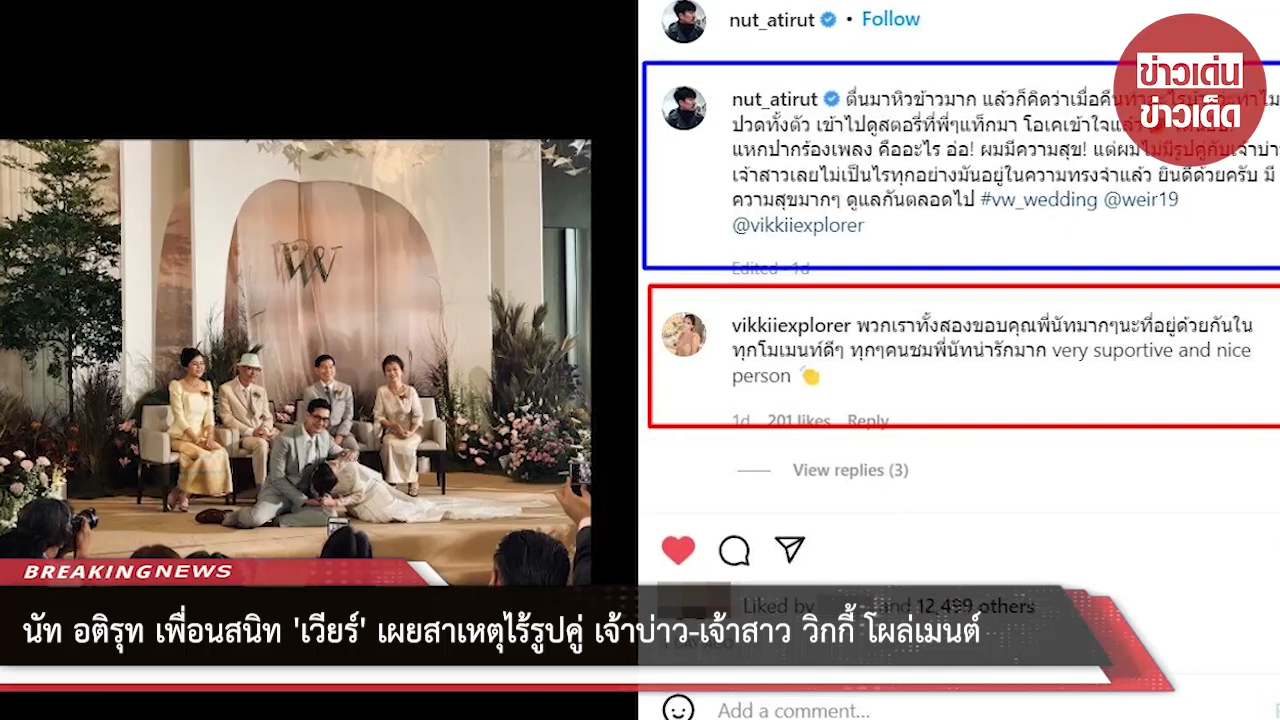 nut_atirut • Follow
ข่าวเด่น
ข่าวเด็ด
nut_atirut ตื่นมาหิวข้าวมาก แล้วก็คิดว่าเมื่อคืน
ปวดทั้งตัว เข้าไปดูสตอรี่ที่พี่ๆแท็กมา โอเคเข้าใจแล้ว
แหกปากร้องเพลง คืออะไร อ่อ! ผมมีความสุข! แต่ผมไม่มีรูปคู่กับเจ้าบ่าว
เจ้าสาวเลยไม่เป็นไรทุกอย่างมันอยู่ในความทรงจำแล้ว ยินดีด้วยครับ มี
ความสุขมากๆ ดูแลกันตลอดไป #vw_wedding @weir19
@vikkiiexplorer
Edited · 1d
vikkiiexplorer พวกเราทั้งสองขอบคุณพี่นัทมากๆนะที่อยู่ด้วยกันใน
ทุกโมเมนท์ดีๆ ทุกๆคนชมพี่นัทน่ารักมาก very suportive and nice
person 👏
1d 201 likes Reply
View replies (3)
VW
BREAKINGNEWS
Liked by and 12,499 others
นัท อติรุท เพื่อนสนิท 'เวียร์' เผยสาเหตุไร้รูปคู่ เจ้าบ่าว-เจ้าสาว วิกกี้ โผล่เมนต์
1 DAY AGO
Add a comment...